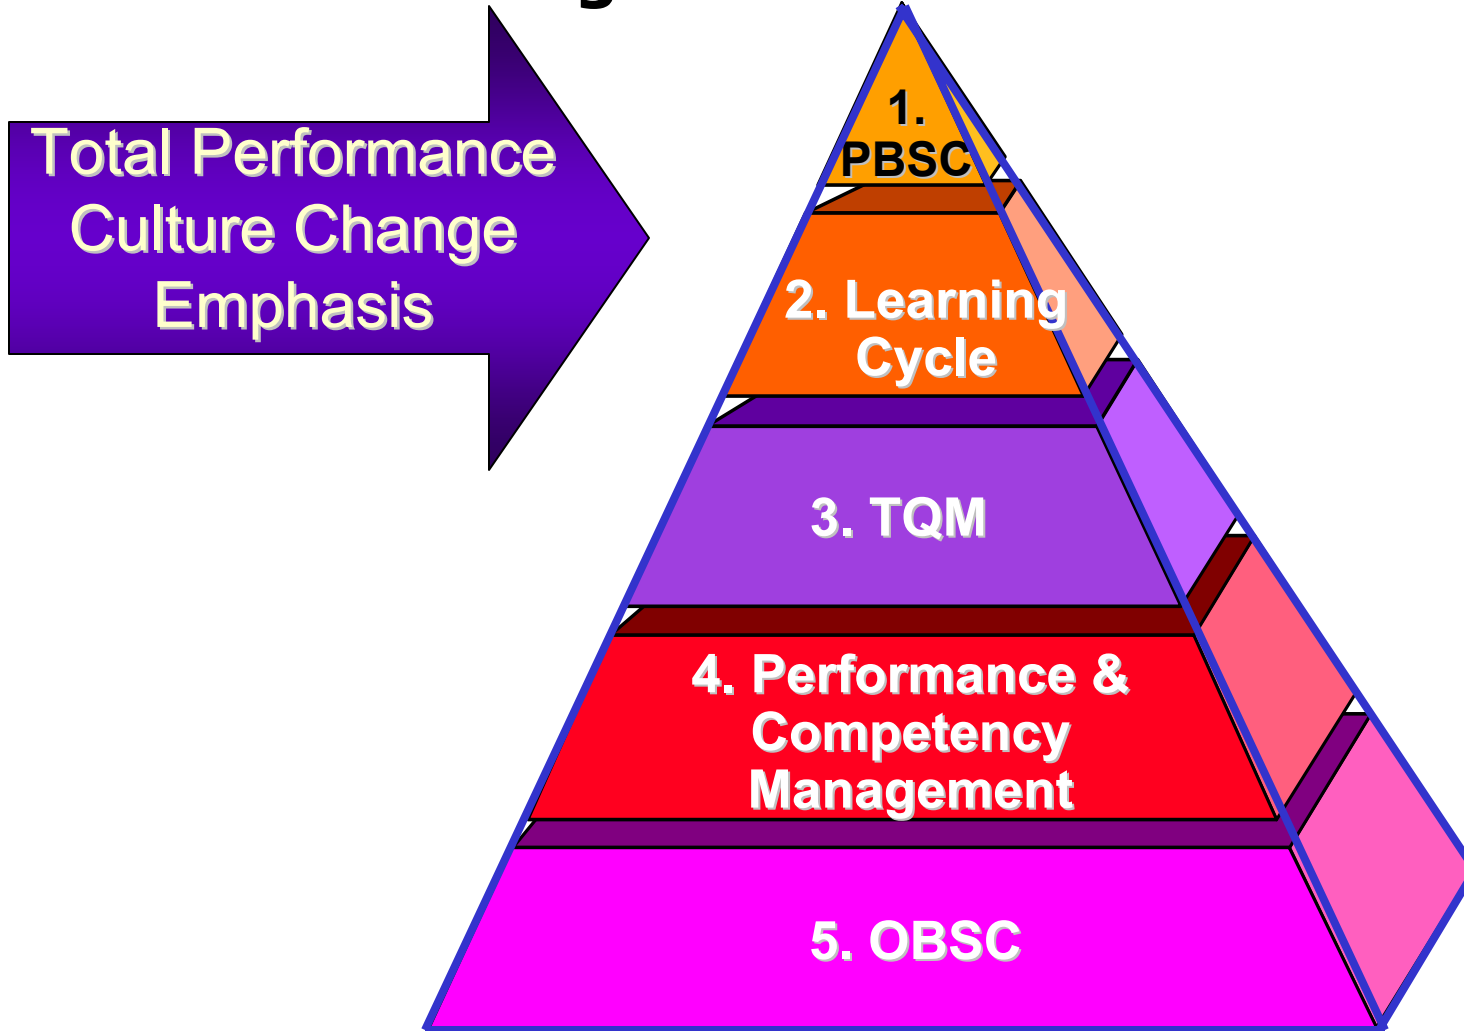 Total Performance
Culture Change
Emphasis
1.
PBSC
2. Learning
Cycle
3. TQM
4. Performance &
Competency
Management
5. OBSC